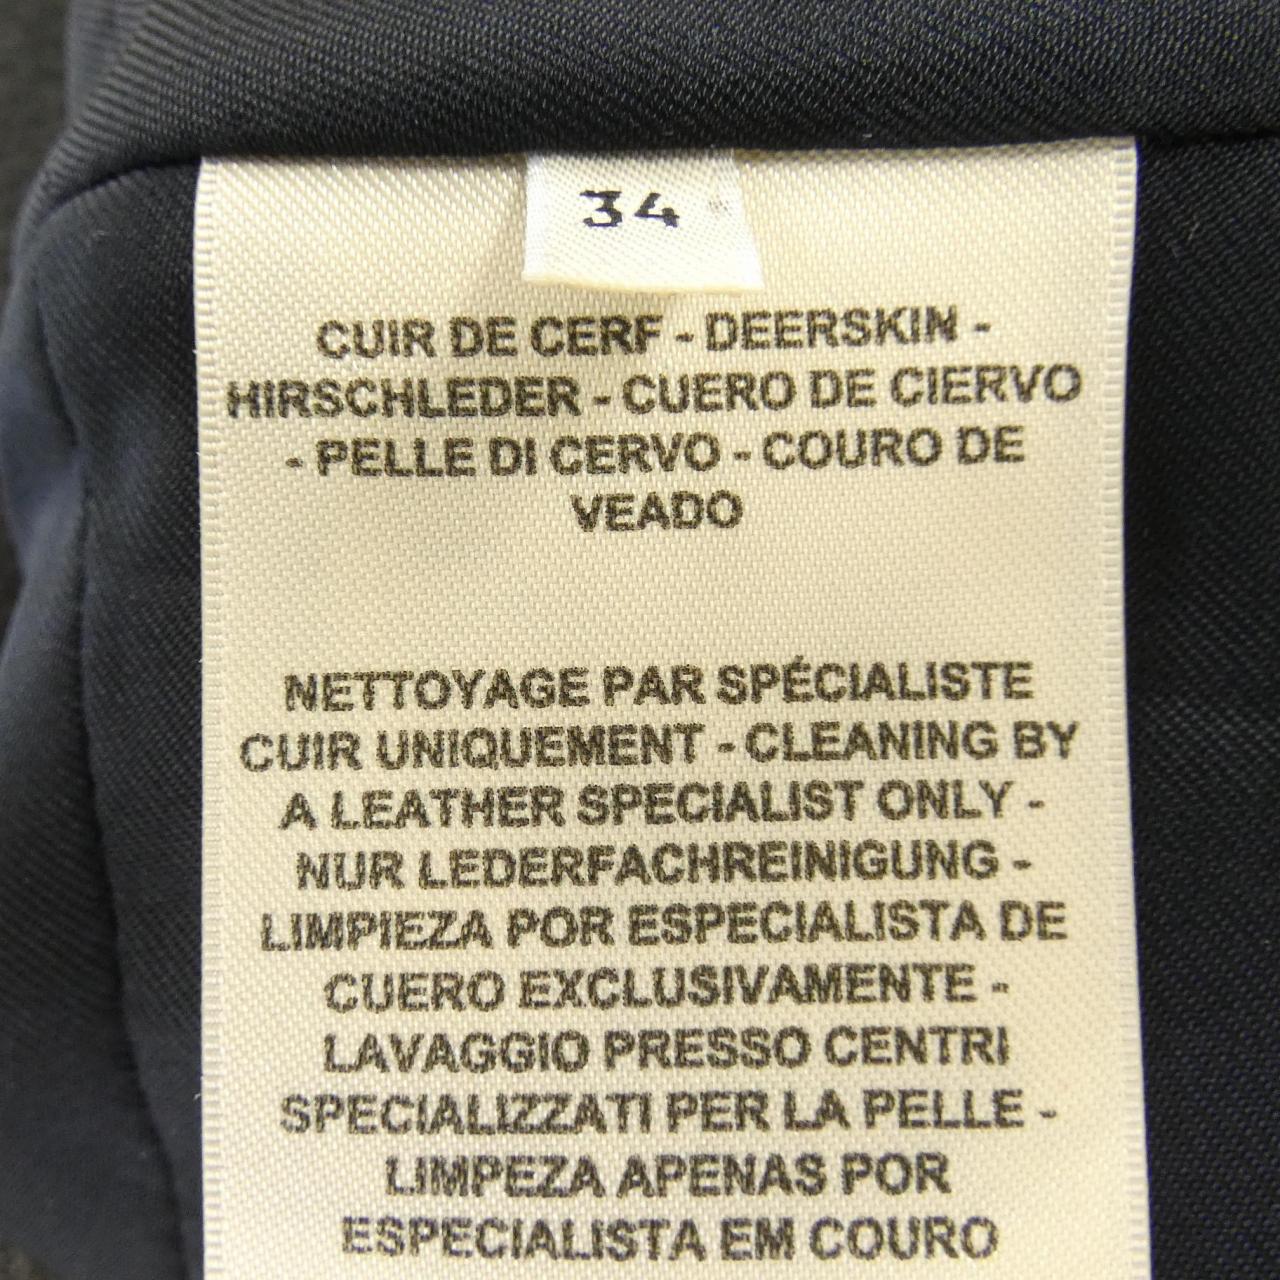 34
CUIR DE CERF - DEERSKIN -
HIRSCHLEDER - CUERO DE CIERVO
- PELLE DI CERVO - COURO DE
VEADO
NETTOYAGE PAR SPÉCIALISTE
CUIR UNIQUEMENT - CLEANING BY
A LEATHER SPECIALIST ONLY -
NUR LEDERFACHREINIGUNG -
LIMPIEZA POR ESPECIALISTA DE
CUERO EXCLUSIVAMENTE -
LAVAGGIO PRESSO CENTRI
SPECIALIZZATI PER LA PELLE -
LIMPEZA APENAS POR
ESPECIALISTA EM COURO